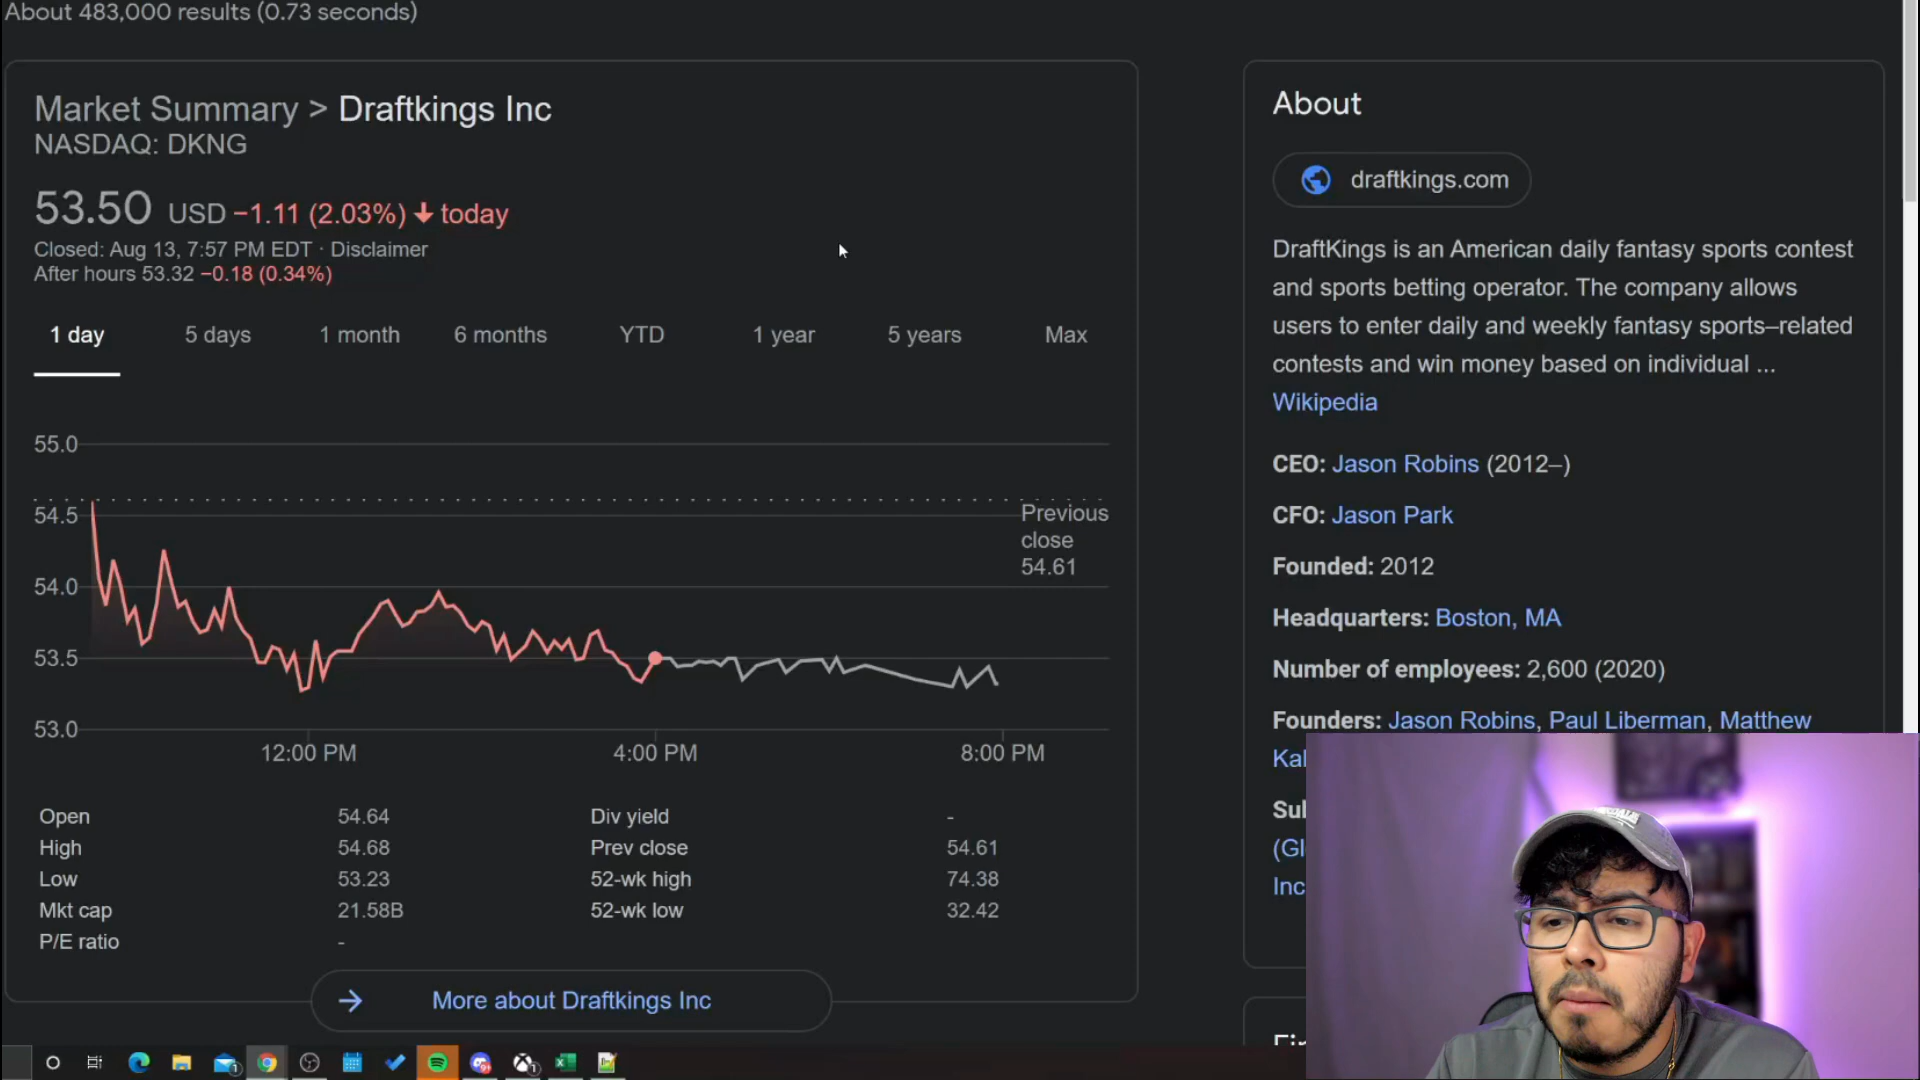 About 483,000 results (0.73 seconds)
Market Summary > Draftkings Inc
NASDAQ: DKNG
53.50 USD −1.11 (2.03%) ↓ today
Closed: Aug 13, 7:57 PM EDT · Disclaimer
After hours 53.32 −0.18 (0.34%)
1 day 5 days 1 month 6 months YTD 1 year 5 years Max
55.0
54.5
54.0
53.5
53.0
Previous
close
54.61
12:00 PM 4:00 PM 8:00 PM
Open 54.64 Div yield -
High 54.68 Prev close 54.61
Low 53.23 52-wk high 74.38
Mkt cap 21.58B 52-wk low 32.42
P/E ratio -
More about Draftkings Inc
About
draftkings.com
DraftKings is an American daily fantasy sports contest
and sports betting operator. The company allows
users to enter daily and weekly fantasy sports–related
contests and win money based on individual ...
Wikipedia
CEO: Jason Robins (2012–)
CFO: Jason Park
Founded: 2012
Headquarters: Boston, MA
Number of employees: 2,600 (2020)
Founders: Jason Robins, Paul Liberman, Matthew